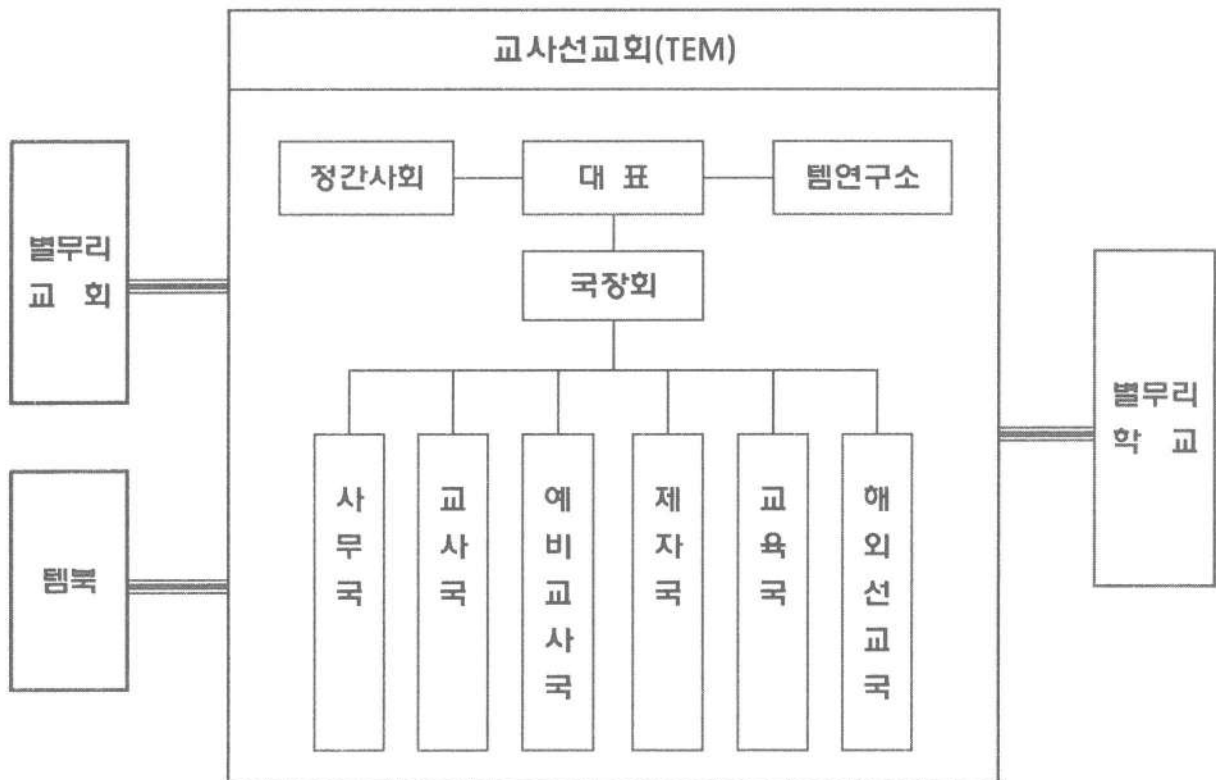 교사선교회(TEM)
정간사회
대 표
템연구소
별무리
교 회
국장회
별무리
학 교
템북
사무국
교사국
예비교사국
제자국
교육국
해외선교국